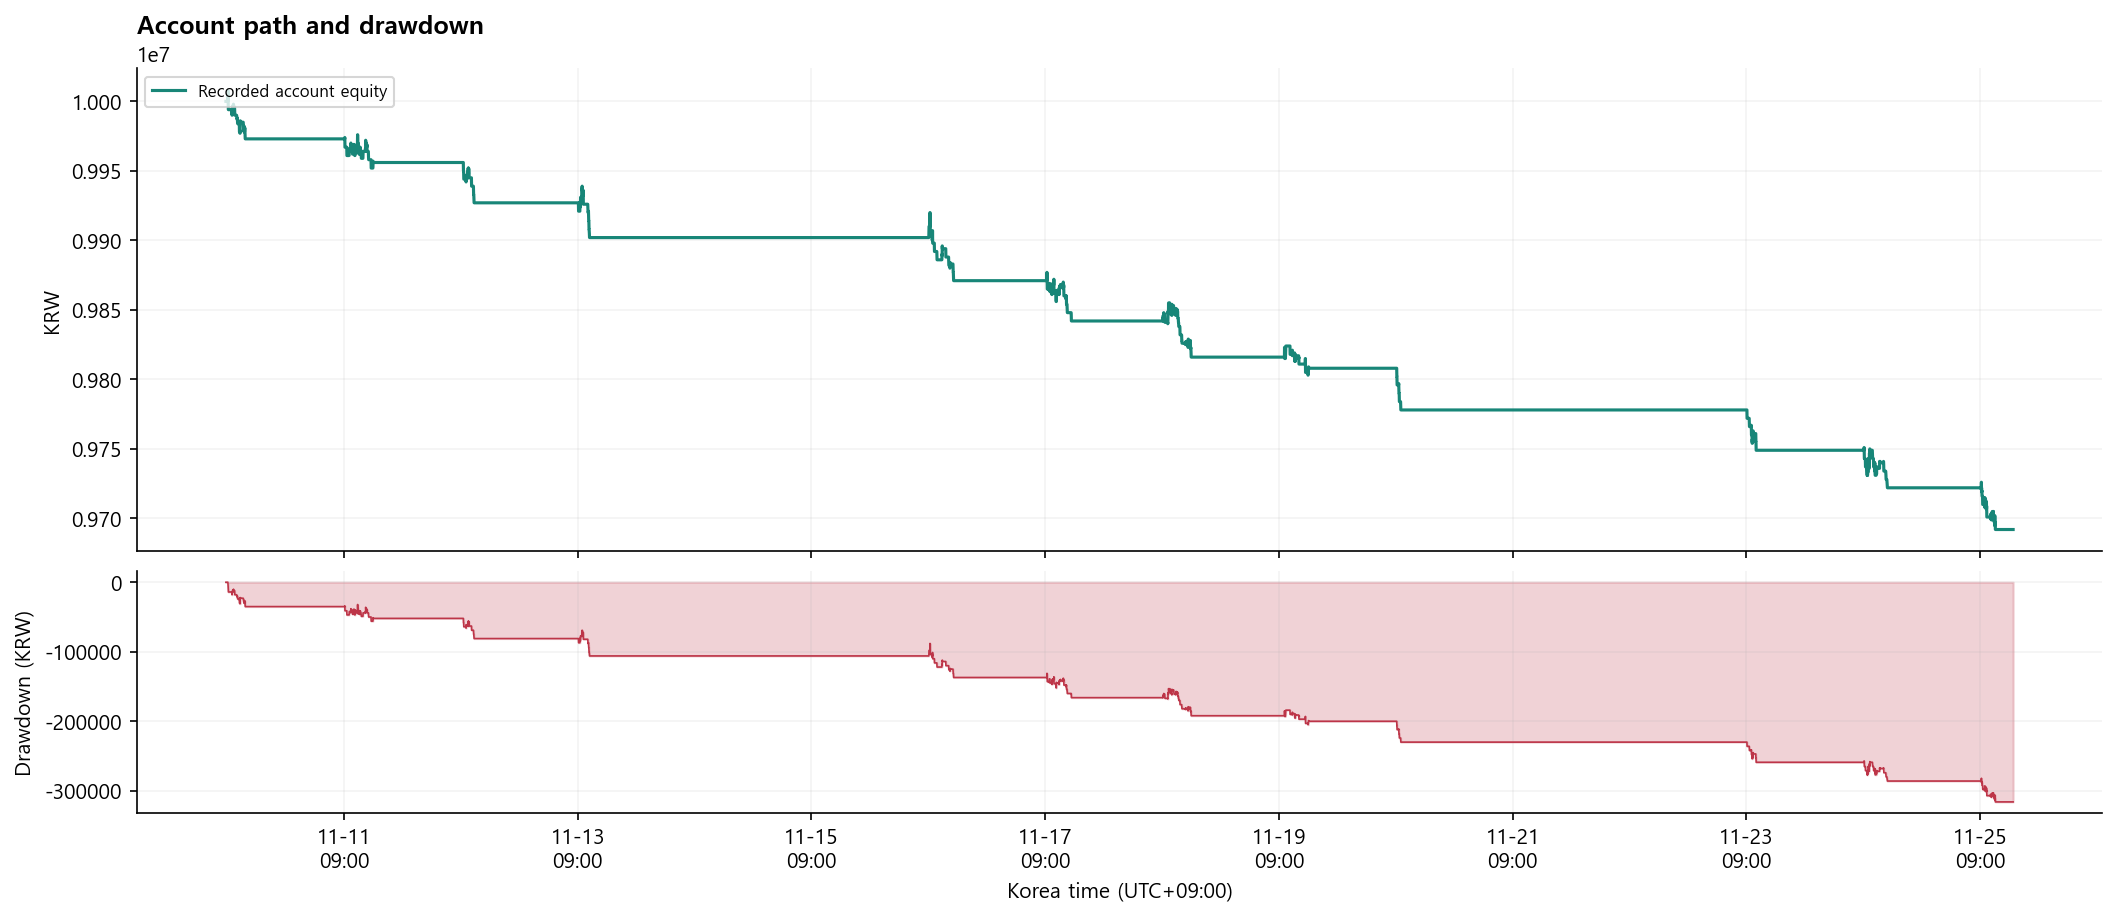 Account path and drawdown
1e7
Recorded account equity
1.000
0.995
0.990
0.985
0.980
0.975
0.970
KRW
0
-100000
-200000
-300000
Drawdown (KRW)
11-11 11-13 11-15 11-17 11-19 11-21 11-23 11-25
09:00 09:00 09:00 09:00 09:00 09:00 09:00 09:00
Korea time (UTC+09:00)